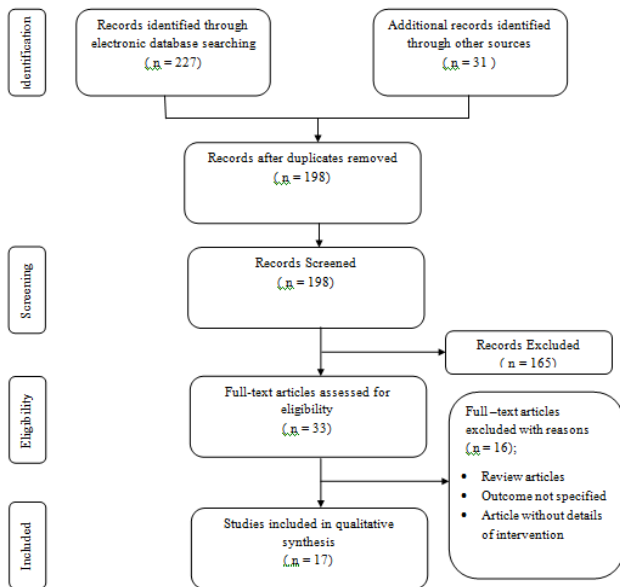 Identification
Records identified through
electronic database searching
( n = 227)
Additional records identified
through other sources
( n = 31 )
Records after duplicates removed
( n = 198)
Screening
Records Screened
( n = 198)
Records Excluded
( n = 165)
Eligibility
Full-text articles assessed for
eligibility
( n = 33)
Full –text articles
excluded with reasons
(n = 16);
• Review articles
• Outcome not specified
• Article without details
of intervention
Included
Studies included in qualitative
synthesis
( n = 17)